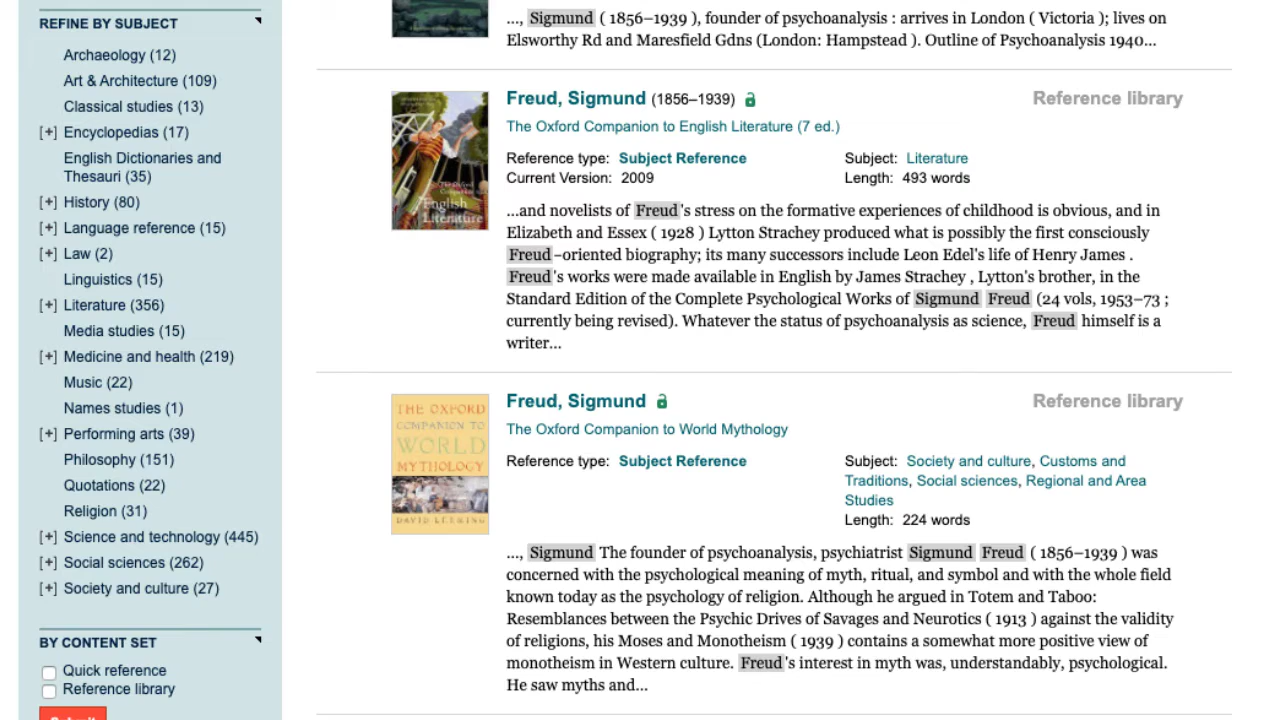 REFINE BY SUBJECT
Archaeology (12)
Art & Architecture (109)
Classical studies (13)
[+] Encyclopedias (17)
English Dictionaries and
Thesauri (35)
[+] History (80)
[+] Language reference (15)
[+] Law (2)
Linguistics (15)
[+] Literature (356)
Media studies (15)
[+] Medicine and health (219)
Music (22)
Names studies (1)
[+] Performing arts (39)
Philosophy (151)
Quotations (22)
Religion (31)
[+] Science and technology (445)
[+] Social sciences (262)
[+] Society and culture (27)
BY CONTENT SET
Quick reference
Reference library
Submit
..., Sigmund ( 1856–1939 ), founder of psychoanalysis : arrives in London ( Victoria ); lives on
Elsworthy Rd and Maresfield Gdns (London: Hampstead ). Outline of Psychoanalysis 1940...
English
Literature
Freud, Sigmund (1856–1939)
Reference library
The Oxford Companion to English Literature (7 ed.)
Reference type: Subject Reference
Current Version: 2009
Subject: Literature
Length: 493 words
...and novelists of Freud's stress on the formative experiences of childhood is obvious, and in
Elizabeth and Essex ( 1928 ) Lytton Strachey produced what is possibly the first consciously
Freud–oriented biography; its many successors include Leon Edel's life of Henry James .
Freud's works were made available in English by James Strachey , Lytton's brother, in the
Standard Edition of the Complete Psychological Works of Sigmund Freud (24 vols, 1953–73 ;
currently being revised). Whatever the status of psychoanalysis as science, Freud himself is a
writer...
THE OXFORD
COMPANION TO
WORLD
MYTHOLOGY
DAVID LEEMING
Freud, Sigmund
Reference library
The Oxford Companion to World Mythology
Reference type: Subject Reference
Subject: Society and culture, Customs and
Traditions, Social sciences, Regional and Area
Studies
Length: 224 words
..., Sigmund The founder of psychoanalysis, psychiatrist Sigmund Freud ( 1856–1939 ) was
concerned with the psychological meaning of myth, ritual, and symbol and with the whole field
known today as the psychology of religion. Although he argued in Totem and Taboo:
Resemblances between the Psychic Drives of Savages and Neurotics ( 1913 ) against the validity
of religions, his Moses and Monotheism ( 1939 ) contains a somewhat more positive view of
monotheism in Western culture. Freud's interest in myth was, understandably, psychological.
He saw myths and...